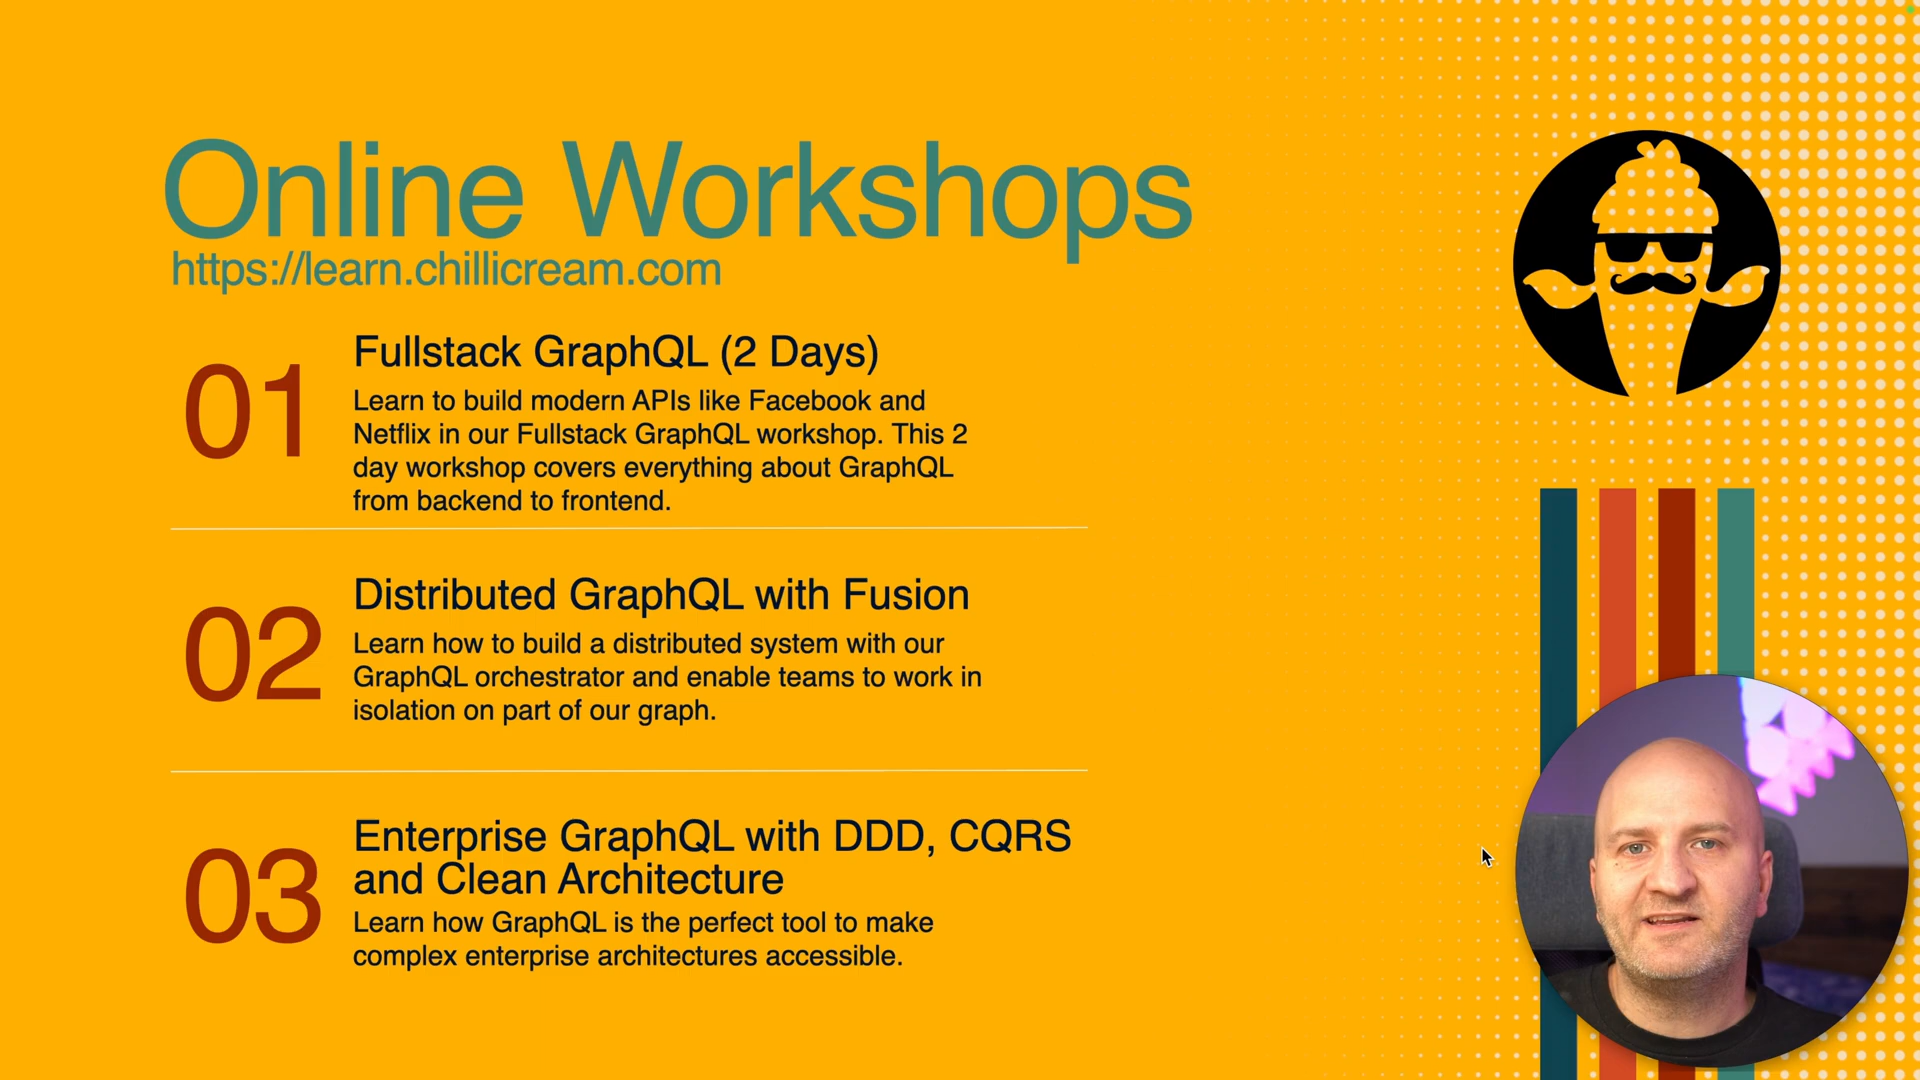 Online Workshops
https://learn.chillicream.com
01
Fullstack GraphQL (2 Days)
Learn to build modern APIs like Facebook and
Netflix in our Fullstack GraphQL workshop. This 2
day workshop covers everything about GraphQL
from backend to frontend.
02
Distributed GraphQL with Fusion
Learn how to build a distributed system with our
GraphQL orchestrator and enable teams to work in
isolation on part of our graph.
03
Enterprise GraphQL with DDD, CQRS
and Clean Architecture
Learn how GraphQL is the perfect tool to make
complex enterprise architectures accessible.